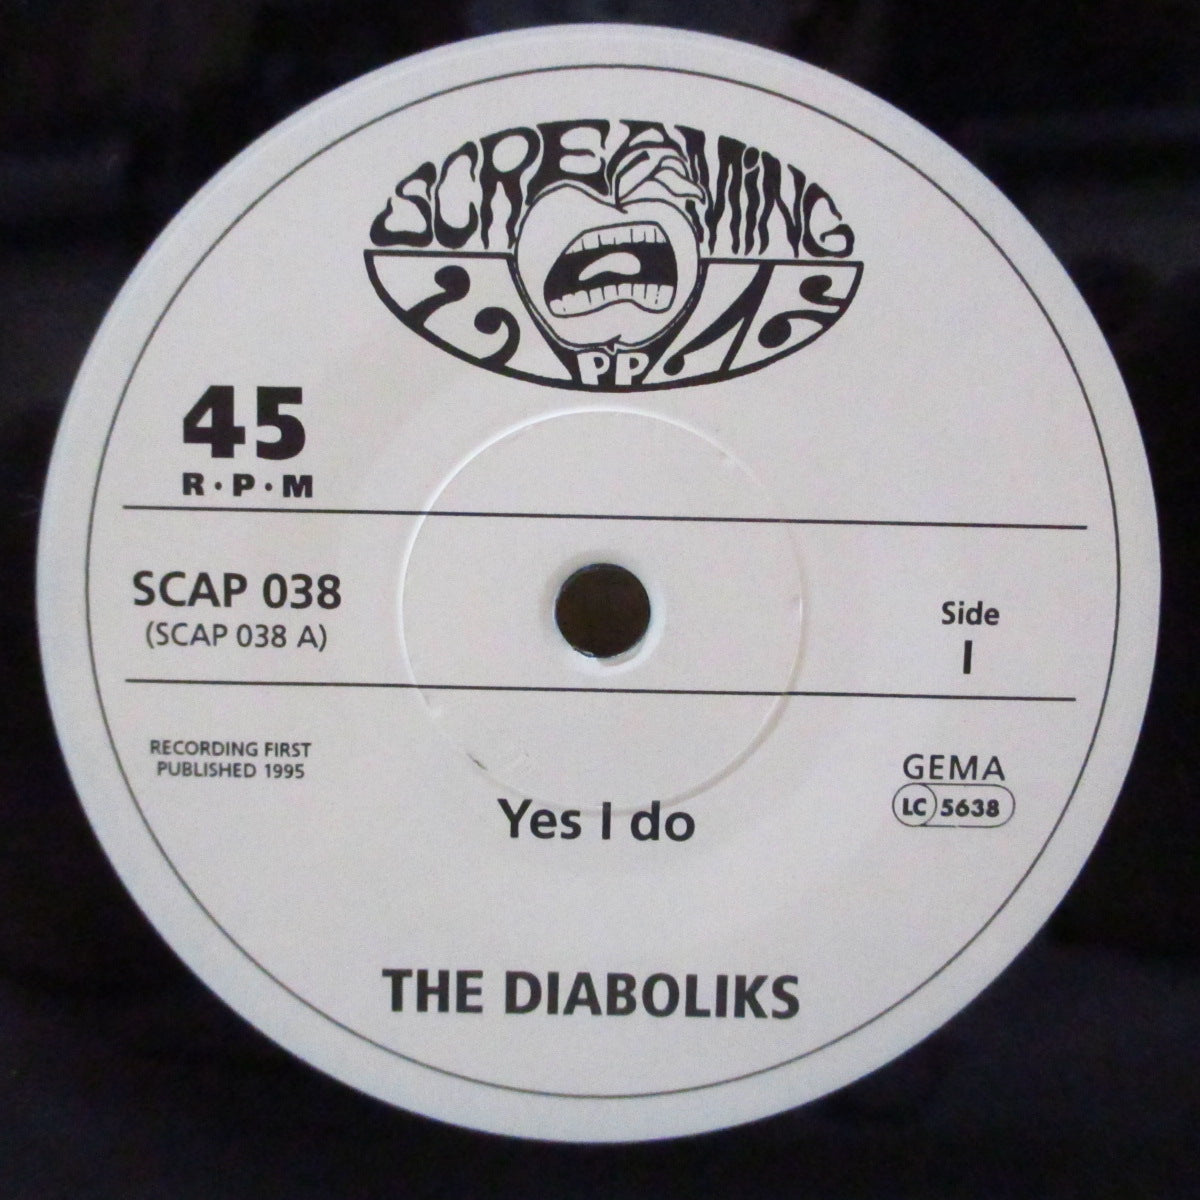 SCREAMiNG
APPLE
45
R·P·M
SCAP 038
(SCAP 038 A)
Side
I
RECORDING FIRST
PUBLISHED 1995
GEMA
LC 5638
Yes I do
THE DIABOLIKS